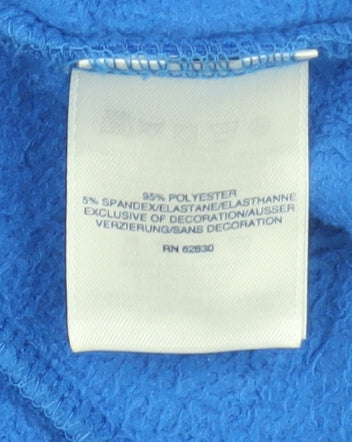 95% POLYESTER
5% SPANDEX/ELASTANE/ELASTHANNE
EXCLUSIVE OF DECORATION/AUSSER
VERZIERUNG/SANS DECORATION
RN 62830